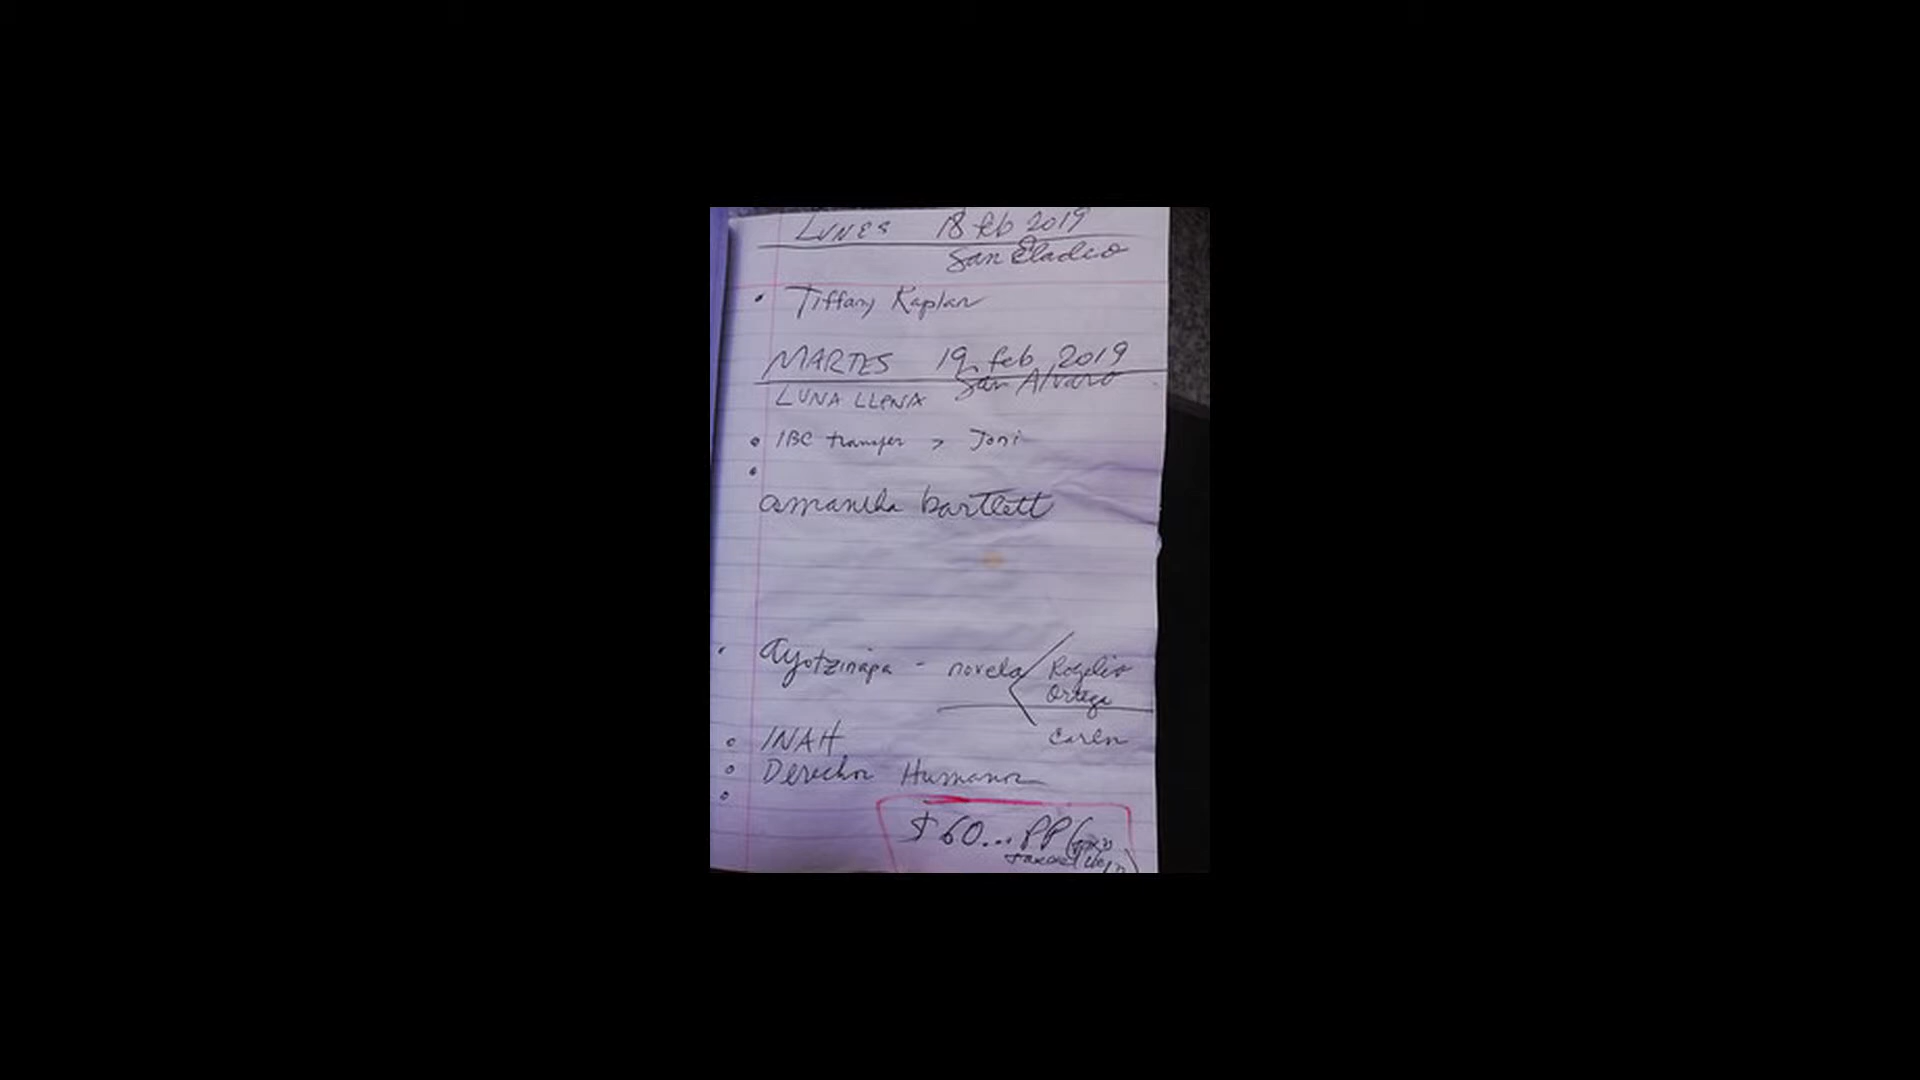 LUNES 18 feb 2019
San Eladio
• Tiffany Kaplan
MARTES 19 feb 2019
San Alvaro
LUNA LLENA
• IBC transfer > Joni
•
amantha bartlett
• Ayotzinapa - novela < Rogelio
Ortega
Caren
• INAH
• Derechos Humanos
•
$60... PP (